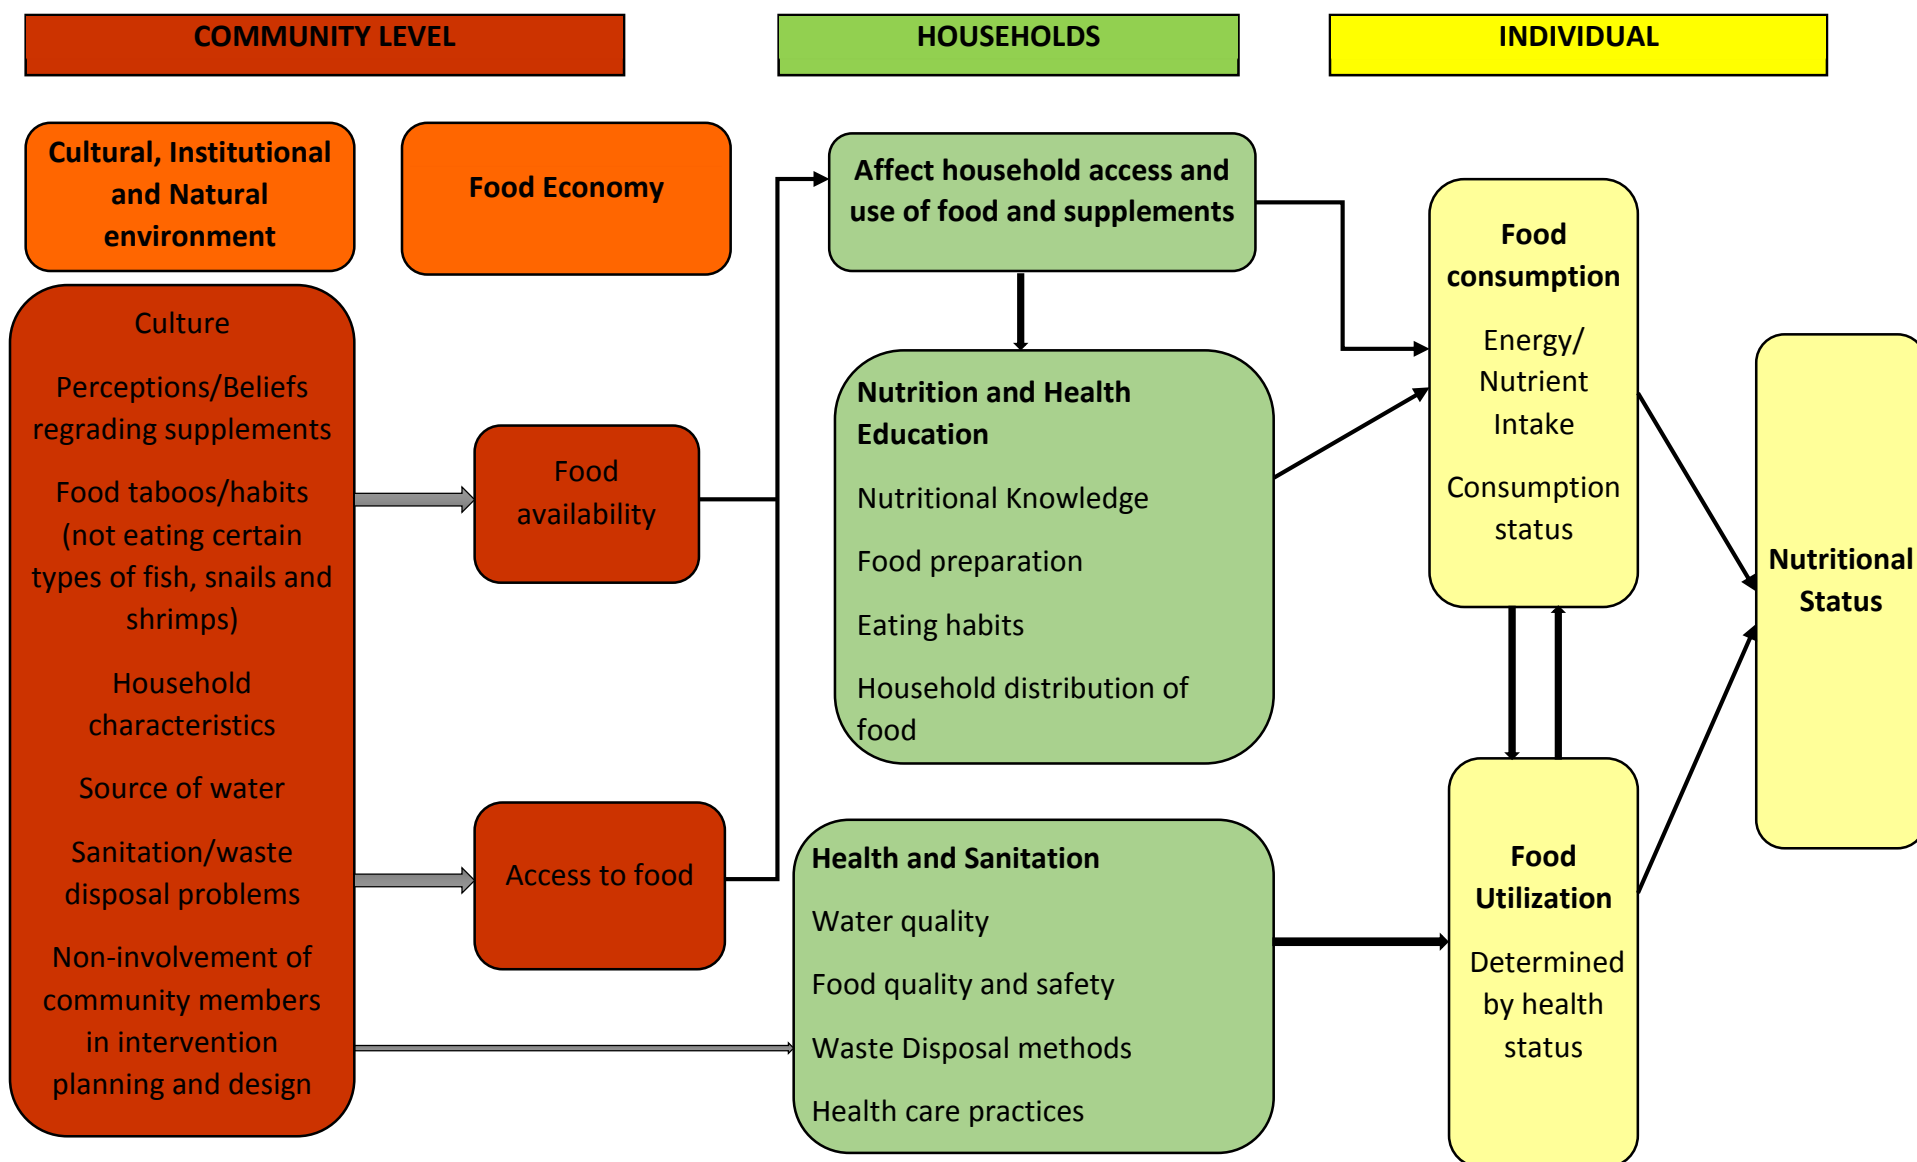 COMMUNITY LEVEL
HOUSEHOLDS
INDIVIDUAL
Cultural, Institutional
and Natural
environment
Food Economy
Culture
Perceptions/Beliefs
regrading supplements
Food taboos/habits
(not eating certain
types of fish, snails and
shrimps)
Household
characteristics
Source of water
Sanitation/waste
disposal problems
Non-involvement of
community members
in intervention
planning and design
Food
availability
Access to food
Affect household access and
use of food and supplements
Nutrition and Health
Education
Nutritional Knowledge
Food preparation
Eating habits
Household distribution of
food
Health and Sanitation
Water quality
Food quality and safety
Waste Disposal methods
Health care practices
Food
consumption
Energy/
Nutrient
Intake
Consumption
status
Food
Utilization
Determined
by health
status
Nutritional
Status